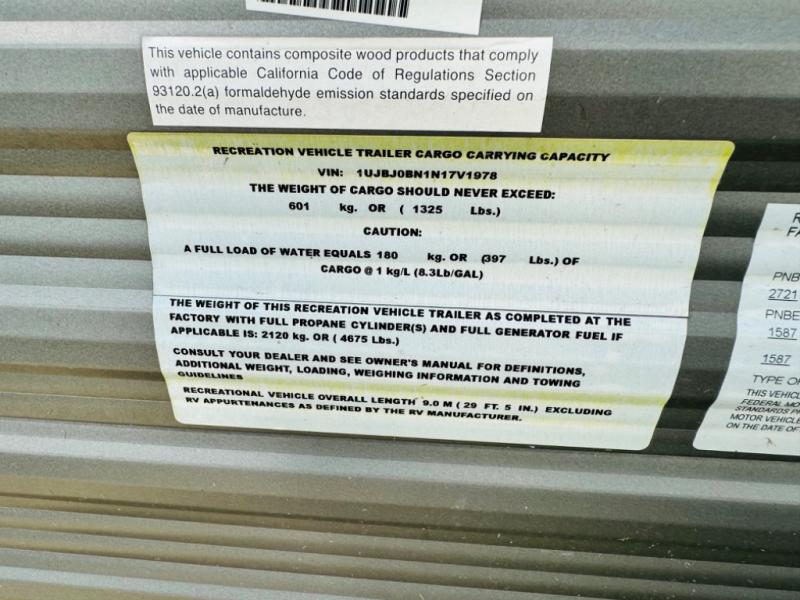 This vehicle contains composite wood products that comply
with applicable California Code of Regulations Section
93120.2(a) formaldehyde emission standards specified on
the date of manufacture.
RECREATION VEHICLE TRAILER CARGO CARRYING CAPACITY
VIN: 1UJBJ0BN1N17V1978
THE WEIGHT OF CARGO SHOULD NEVER EXCEED:
601 kg. OR ( 1325 Lbs.)
CAUTION:
A FULL LOAD OF WATER EQUALS 180 kg. OR (397 Lbs.) OF
CARGO @ 1 kg/L (8.3Lb/GAL)
THE WEIGHT OF THIS RECREATION VEHICLE TRAILER AS COMPLETED AT THE
FACTORY WITH FULL PROPANE CYLINDER(S) AND FULL GENERATOR FUEL IF
APPLICABLE IS: 2120 kg. OR ( 4675 Lbs.)
CONSULT YOUR DEALER AND SEE OWNER'S MANUAL FOR DEFINITIONS,
ADDITIONAL WEIGHT, LOADING, WEIGHING INFORMATION AND TOWING
GUIDELINES
RECREATIONAL VEHICLE OVERALL LENGTH 9.0 M ( 29 FT. 5 IN.) EXCLUDING
RV APPURTENANCES AS DEFINED BY THE RV MANUFACTURER.
R
FA
PNB
2721
PNBE
1587
1587
TYPE OF
THIS VEHICLE
FEDERAL MO
STANDARDS PR
MOTOR VEHICLE
ON THE DATE OF